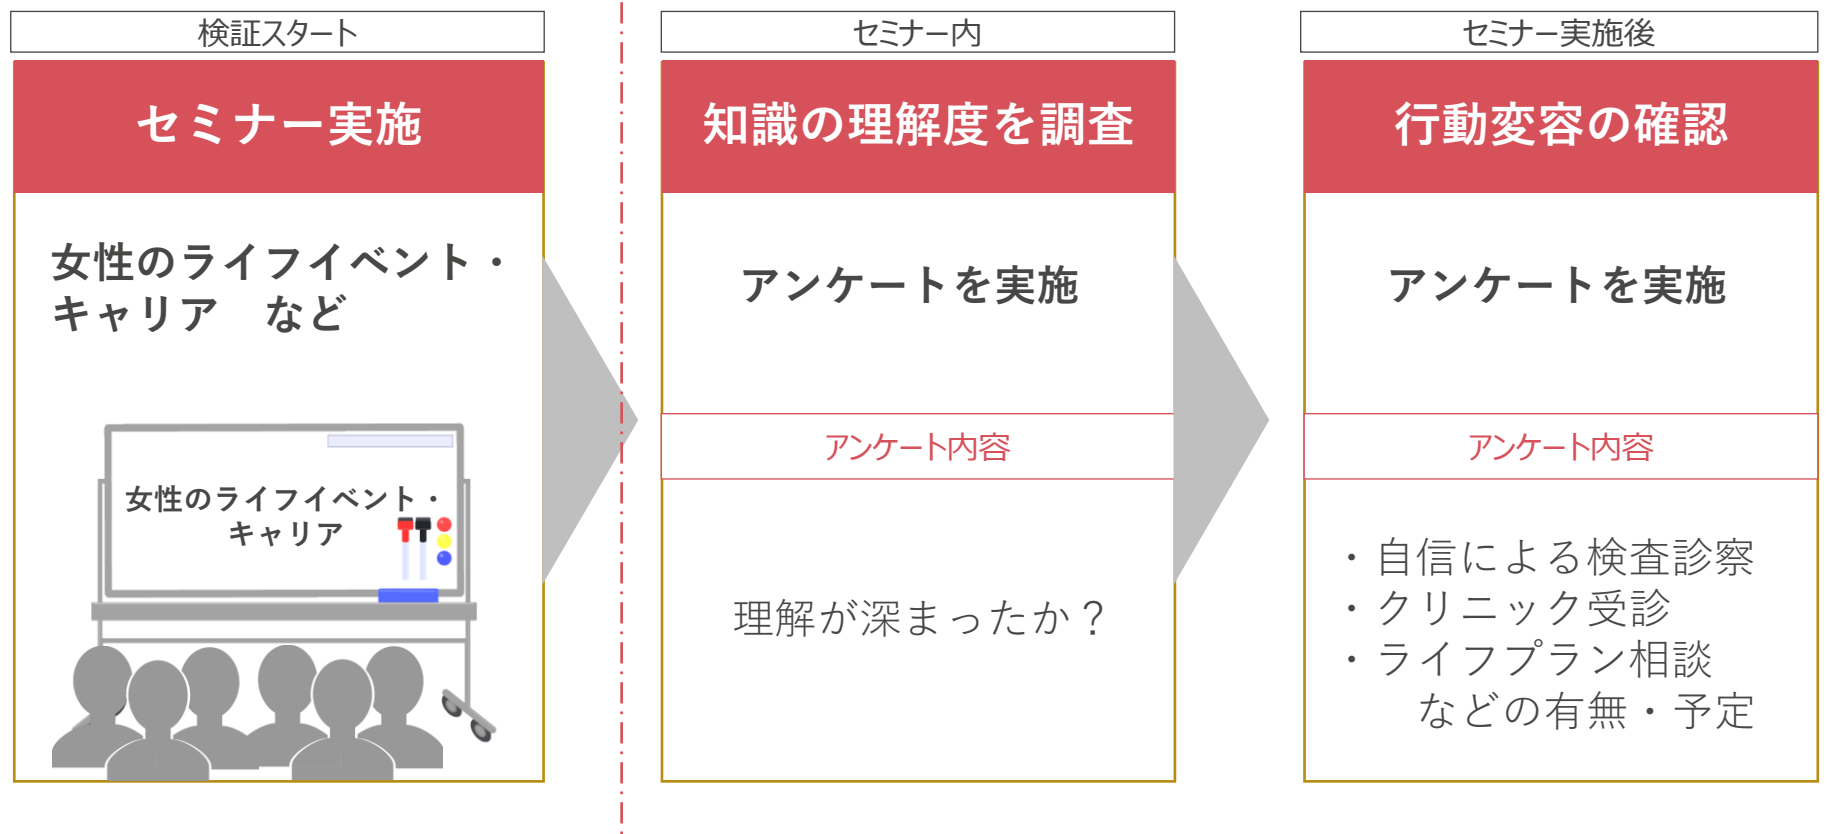 検証スタート
セミナー実施
女性のライフイベント・
キャリア　など
女性のライフイベント・
キャリア
セミナー内
知識の理解度を調査
アンケートを実施
アンケート内容
理解が深まったか？
セミナー実施後
行動変容の確認
アンケートを実施
アンケート内容
・自信による検査診察
・クリニック受診
・ライフプラン相談
などの有無・予定